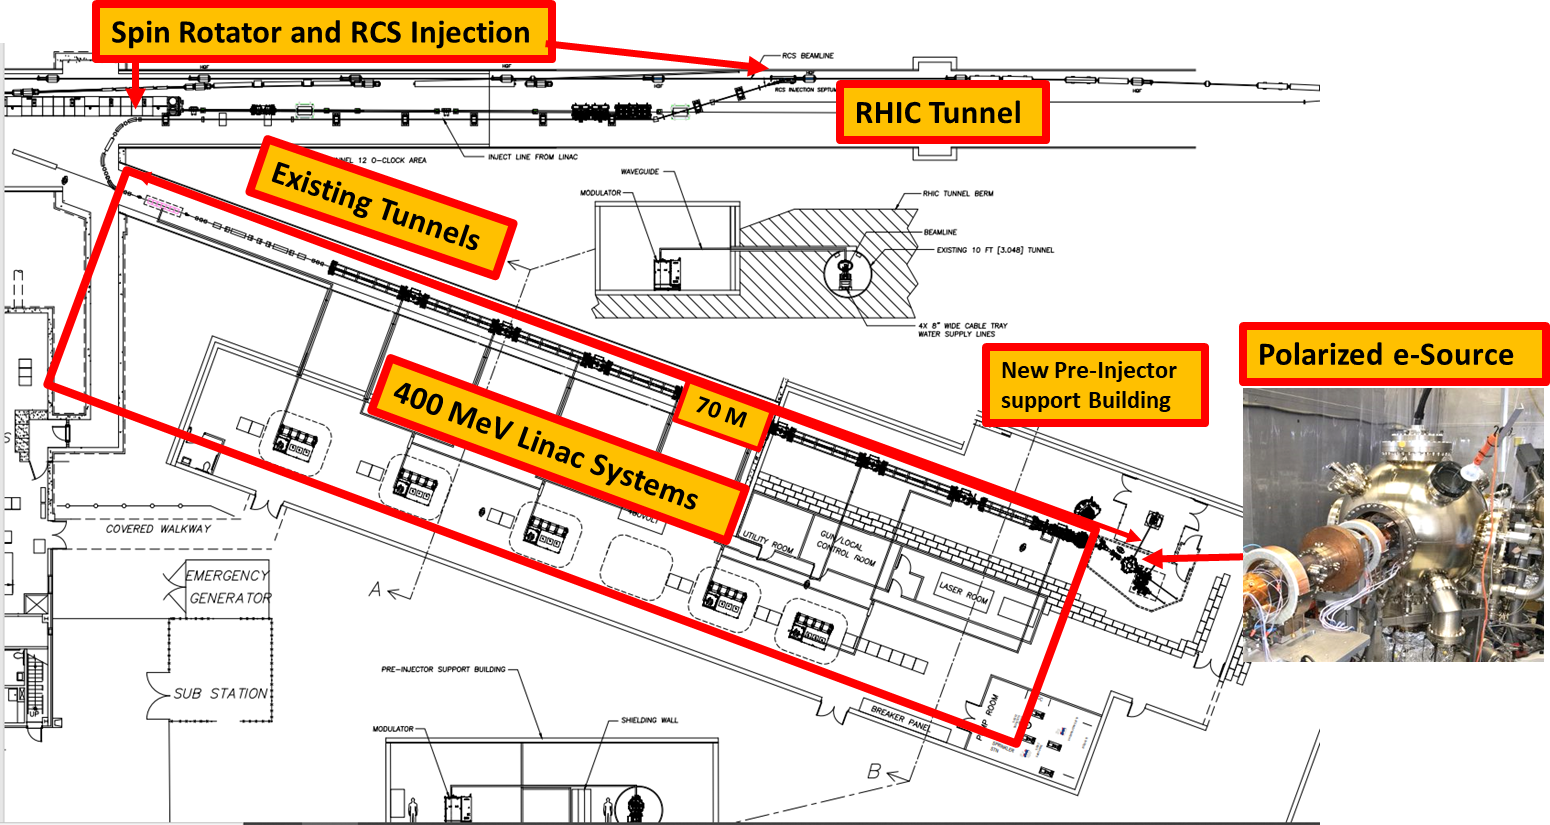 Spin Rotator and RCS Injection
RCS BEAMLINE
RCS INJECTION SEPTUM
RHIC Tunnel
12 O-CLOCK AREA
INJECT LINE FROM LINAC
Existing Tunnels
WAVEGUIDE
MODULATOR
RHIC TUNNEL BERM
BEAMLINE
EXISTING 10 FT [3.048] TUNNEL
4X 8" WIDE CABLE TRAY
WATER SUPPLY LINES
Polarized e-Source
New Pre-Injector
support Building
70 M
400 MeV Linac Systems
UTILITY ROOM
GUN/LOCAL
CONTROL ROOM
LASER ROOM
COVERED WALKWAY
EMERGENCY
GENERATOR
A
SUB STATION
UP
PRE-INJECTOR SUPPORT BUILDING
MODULATOR
SHIELDING WALL
BREAKER PANEL
ROOM
SPRINKLER
B